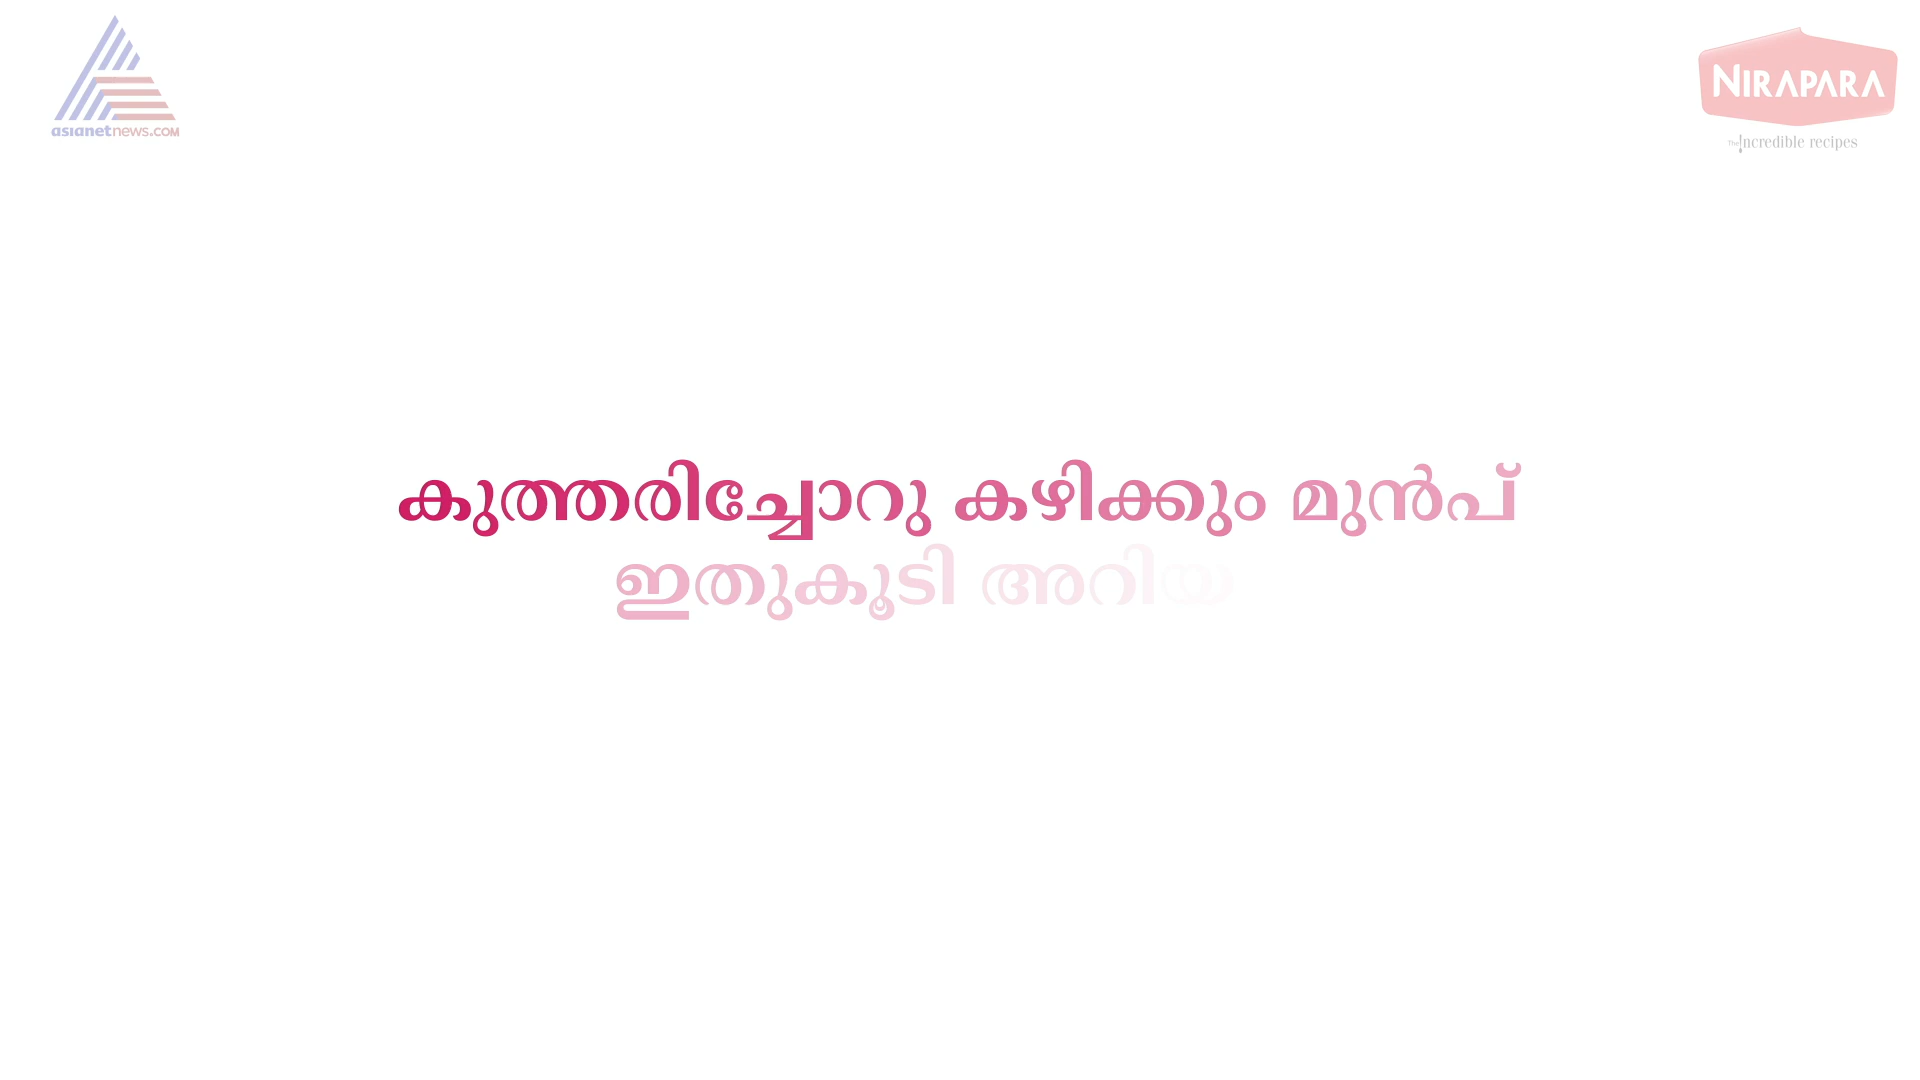 asianetnews.COM
NIRAPARA
The Incredible recipes
കുത്തരിച്ചോറു കഴിക്കും മുൻപ്
ഇതുകൂടി അറിയ